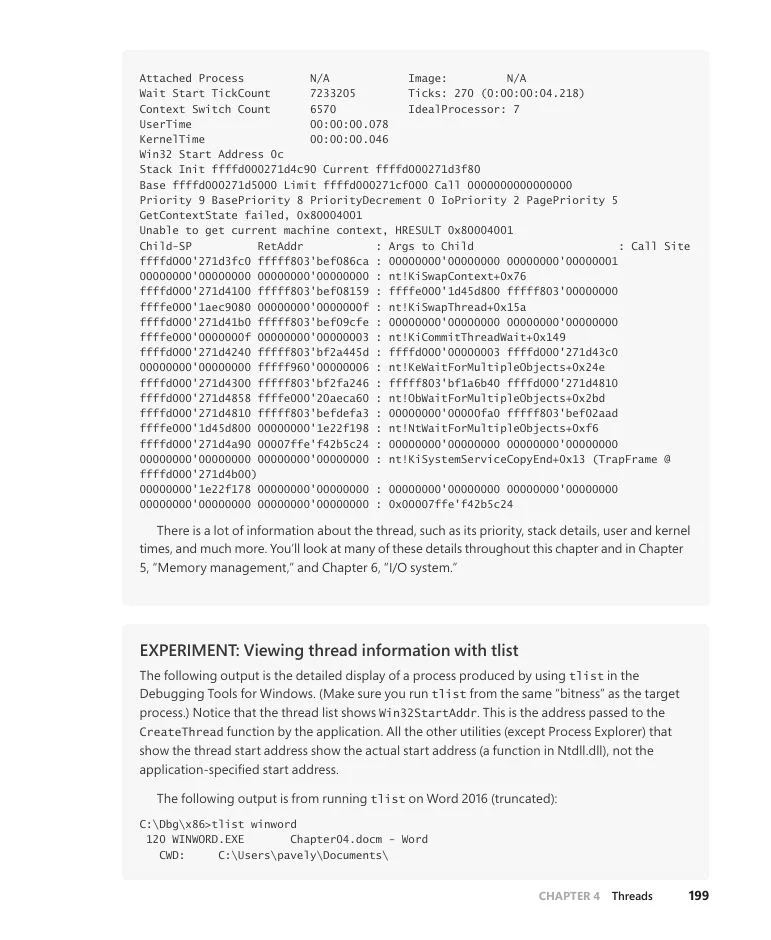 Attached Process          N/A            Image:         N/A
Wait Start TickCount      7233205        Ticks: 270 (0:00:00:04.218)
Context Switch Count      6570           IdealProcessor: 7
UserTime                  00:00:00.078
KernelTime                00:00:00.046
Win32 Start Address 0c
Stack Init ffffd000271d4c90 Current ffffd000271d3f80
Base ffffd000271d5000 Limit ffffd000271cf000 Call 0000000000000000
Priority 9 BasePriority 8 PriorityDecrement 0 IoPriority 2 PagePriority 5
GetContextState failed, 0x80004001
Unable to get current machine context, HRESULT 0x80004001
Child-SP          RetAddr           : Args to Child                      : Call Site
ffffd000'271d3fc0 fffff803'bef086ca : 00000000'00000000 00000000'00000001
00000000'00000000 00000000'00000000 : nt!KiSwapContext+0x76
ffffd000'271d4100 fffff803'bef08159 : ffffe000'1d45d800 fffff803'00000000
ffffe000'1aec9080 00000000'0000000f : nt!KiSwapThread+0x15a
ffffd000'271d41b0 fffff803'bef09cfe : 00000000'00000000 00000000'00000000
ffffe000'0000000f 00000000'00000003 : nt!KiCommitThreadWait+0x149
ffffd000'271d4240 fffff803'bf2a445d : ffffd000'00000003 ffffd000'271d43c0
00000000'00000000 fffff960'00000006 : nt!KeWaitForMultipleObjects+0x24e
ffffd000'271d4300 fffff803'bf2fa246 : fffff803'bf1a6b40 ffffd000'271d4810
ffffd000'271d4858 ffffe000'20aeca60 : nt!ObWaitForMultipleObjects+0x2bd
ffffd000'271d4810 fffff803'befdefa3 : 00000000'00000fa0 fffff803'bef02aad
ffffe000'1d45d800 00000000'1e22f198 : nt!NtWaitForMultipleObjects+0xf6
ffffd000'271d4a90 00007ffe'f42b5c24 : 00000000'00000000 00000000'00000000
00000000'00000000 00000000'00000000 : nt!KiSystemServiceCopyEnd+0x13 (TrapFrame @
ffffd000'271d4b00)
00000000'1e22f178 00000000'00000000 : 00000000'00000000 00000000'00000000
00000000'00000000 00000000'00000000 : 0x00007ffe'f42b5c24
There is a lot of information about the thread, such as its priority, stack details, user and kernel
times, and much more. You’ll look at many of these details throughout this chapter and in Chapter
5, “Memory management,” and Chapter 6, “I/O system.”
EXPERIMENT: Viewing thread information with tlist
The following output is the detailed display of a process produced by using tlist in the
Debugging Tools for Windows. (Make sure you run tlist from the same “bitness” as the target
process.) Notice that the thread list shows Win32StartAddr. This is the address passed to the
CreateThread function by the application. All the other utilities (except Process Explorer) that
show the thread start address show the actual start address (a function in Ntdll.dll), not the
application-specified start address.
The following output is from running tlist on Word 2016 (truncated):
C:\Dbg\x86>tlist winword
120 WINWORD.EXE       Chapter04.docm - Word
CWD:     C:\Users\pavely\Documents\
CHAPTER 4   Threads   199